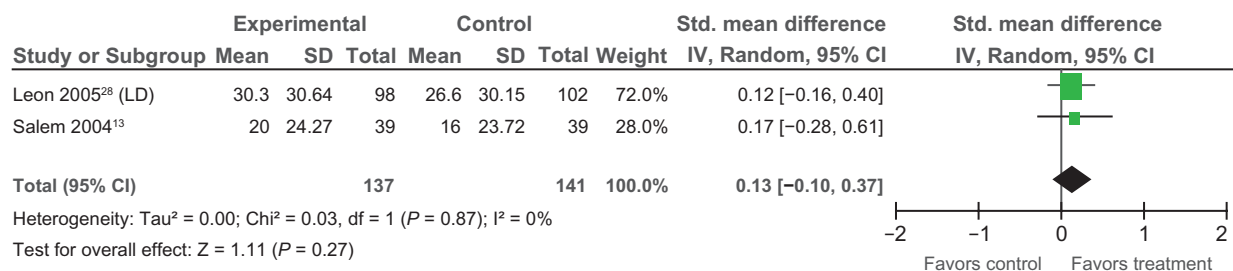 Experimental Control Std. mean difference Std. mean difference
Study or Subgroup Mean SD Total Mean SD Total Weight IV, Random, 95% CI IV, Random, 95% CI
Leon 2005²⁸ (LD) 30.3 30.64 98 26.6 30.15 102 72.0% 0.12 [−0.16, 0.40]
Salem 2004¹³ 20 24.27 39 16 23.72 39 28.0% 0.17 [−0.28, 0.61]
Total (95% CI) 137 141 100.0% 0.13 [−0.10, 0.37]
Heterogeneity: Tau² = 0.00; Chi² = 0.03, df = 1 (P = 0.87); I² = 0%
Test for overall effect: Z = 1.11 (P = 0.27)
−2 −1 0 1 2
Favors control Favors treatment